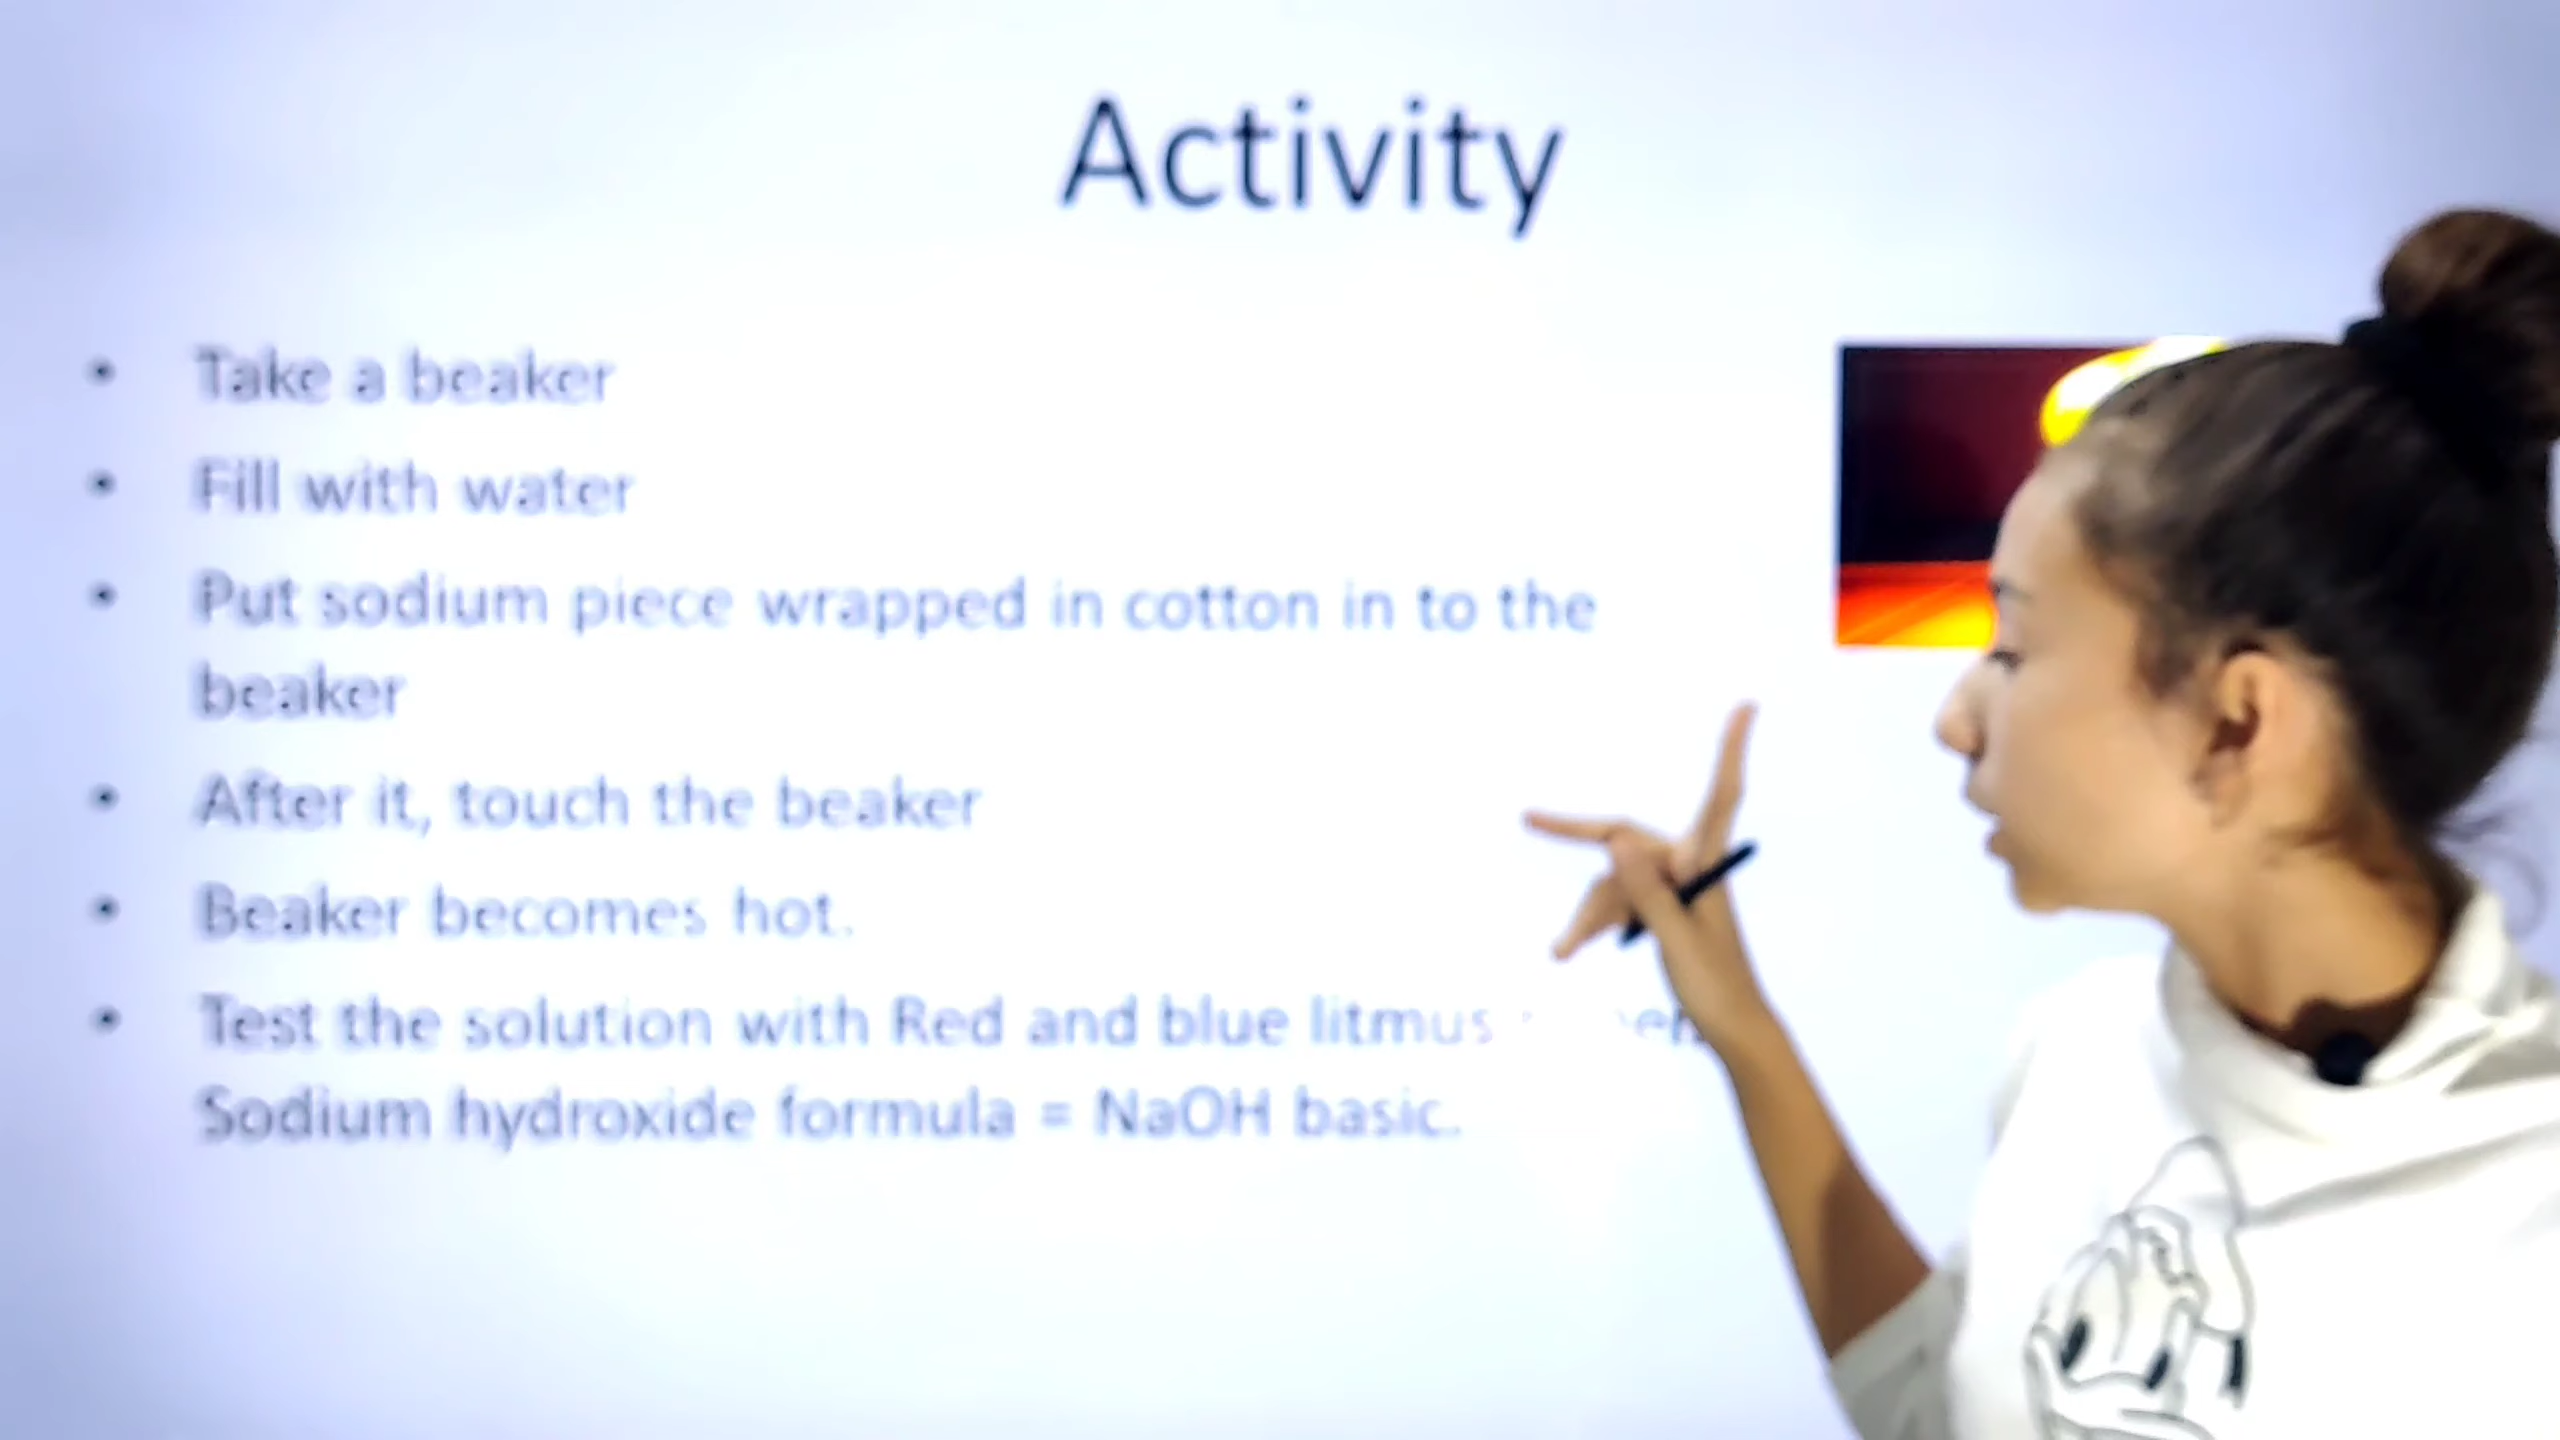 Activity
• Take a beaker
• Fill with water
• Put sodium piece wrapped in cotton in to the
beaker
• After it, touch the beaker
• Beaker becomes hot.
• Test the solution with Red and blue litmus
Sodium hydroxide formula = NaOH basic.